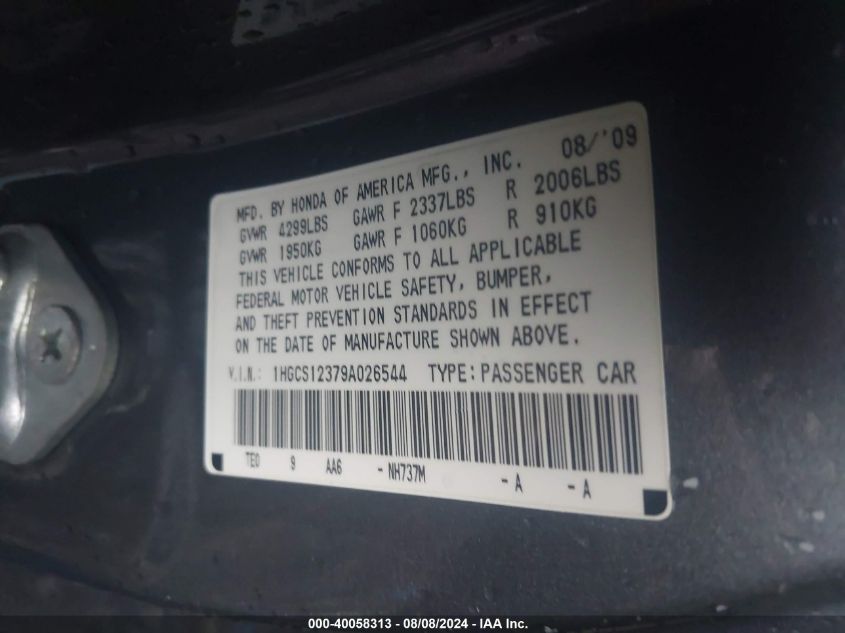 MFD. BY HONDA OF AMERICA MFG., INC. 08/'09
GVWR 4299LBS GAWR F 2337LBS R 2006LBS
GVWR 1950KG GAWR F 1060KG R 910KG
THIS VEHICLE CONFORMS TO ALL APPLICABLE
FEDERAL MOTOR VEHICLE SAFETY, BUMPER,
AND THEFT PREVENTION STANDARDS IN EFFECT
ON THE DATE OF MANUFACTURE SHOWN ABOVE.
V.I.N.: 1HGCS12379A026544 TYPE: PASSENGER CAR
TE0 9 AA6 - NH737M - A - A
000-40058313 - 08/08/2024 - IAA Inc.